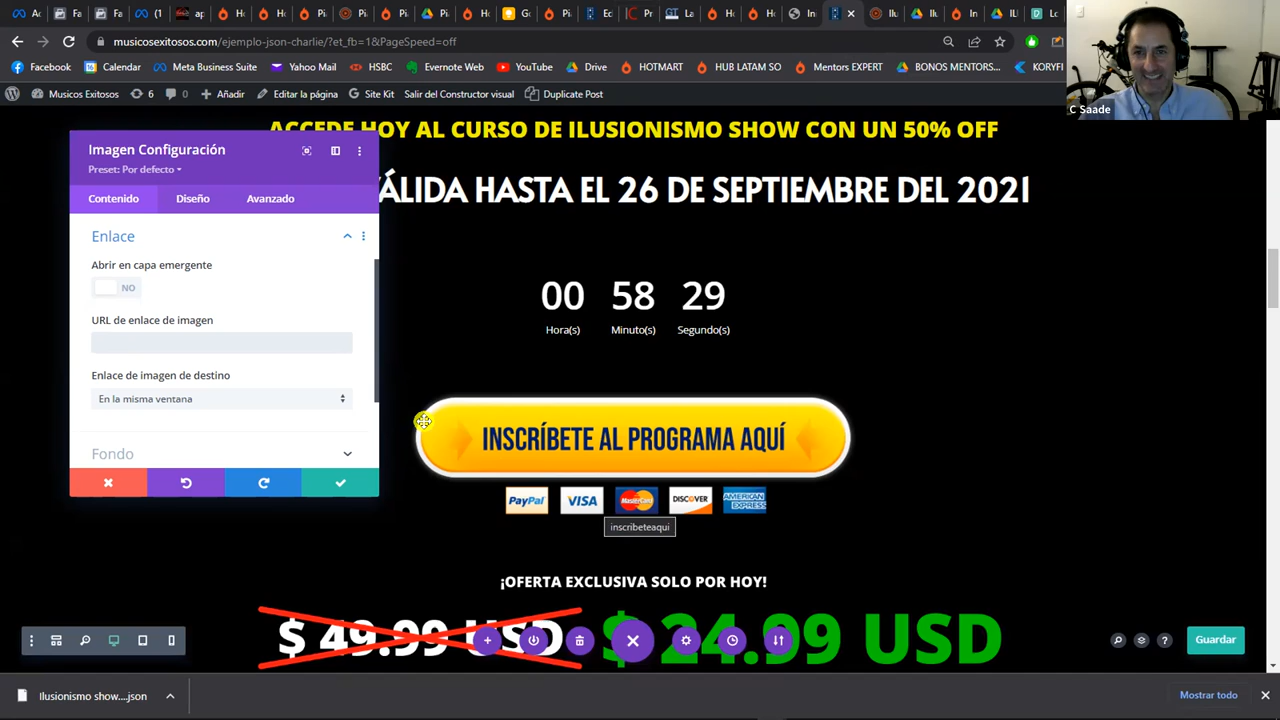 musicosexitosos.com/ejemplo-json-charlie/?et_fb=1&PageSpeed=off
Facebook
Calendar
Meta Business Suite
Yahoo Mail
HSBC
Evernote Web
YouTube
Drive
HOTMART
HUB LATAM SO
Mentors EXPERT
BONOS MENTORS...
KORYFI
C Saade
Musicos Exitosos
6
0
Añadir
Editar la página
Site Kit
Salir del Constructor visual
Duplicate Post
ACCEDE HOY AL CURSO DE ILUSIONISMO SHOW CON UN 50% OFF
VÁLIDA HASTA EL 26 DE SEPTIEMBRE DEL 2021
Imagen Configuración
Preset: Por defecto
Contenido
Diseño
Avanzado
Enlace
Abrir en capa emergente
NO
URL de enlace de imagen
Enlace de imagen de destino
En la misma ventana
Fondo
00 58 29
Hora(s) Minuto(s) Segundo(s)
INSCRÍBETE AL PROGRAMA AQUÍ
PayPal VISA MasterCard DISCOVER AMERICAN EXPRESS
inscribeteaqui
¡OFERTA EXCLUSIVA SOLO POR HOY!
$ 49.99 USD $ 24.99 USD
Guardar
Ilusionismo show....json
Mostrar todo